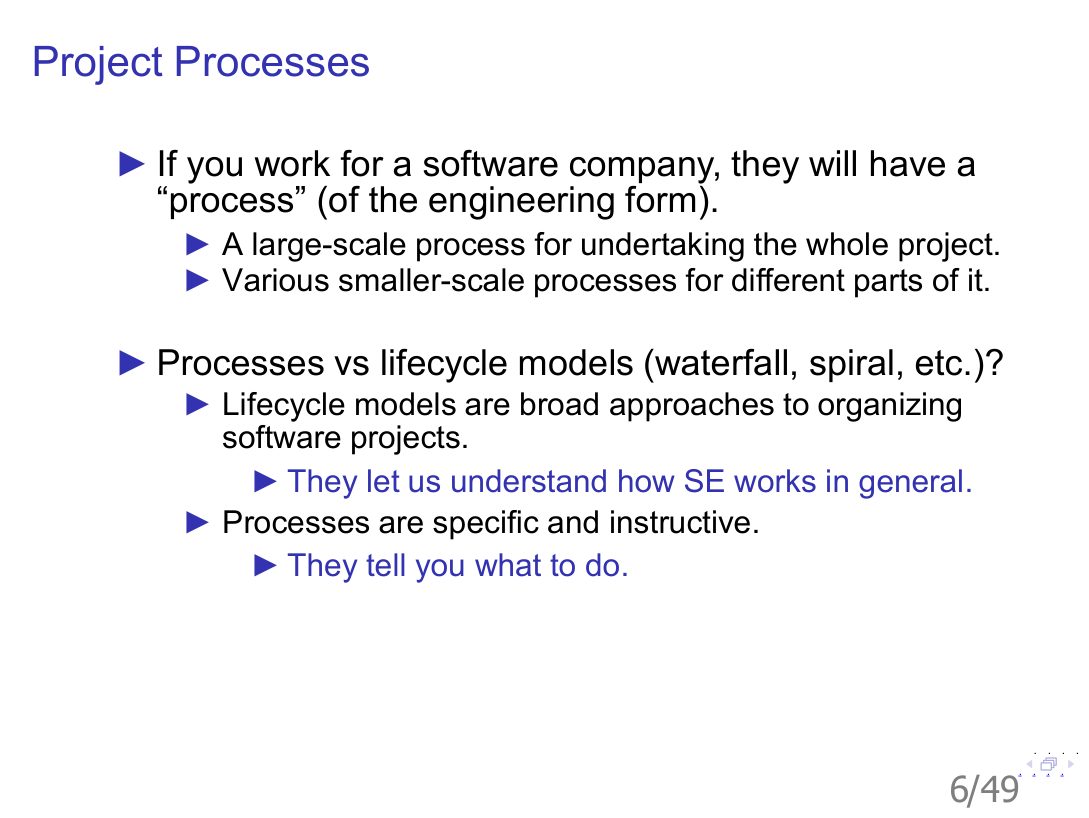 Project Processes
► If you work for a software company, they will have a
“process” (of the engineering form).
► A large-scale process for undertaking the whole project.
► Various smaller-scale processes for different parts of it.
► Processes vs lifecycle models (waterfall, spiral, etc.)?
► Lifecycle models are broad approaches to organizing
software projects.
► They let us understand how SE works in general.
► Processes are specific and instructive.
► They tell you what to do.
6/49